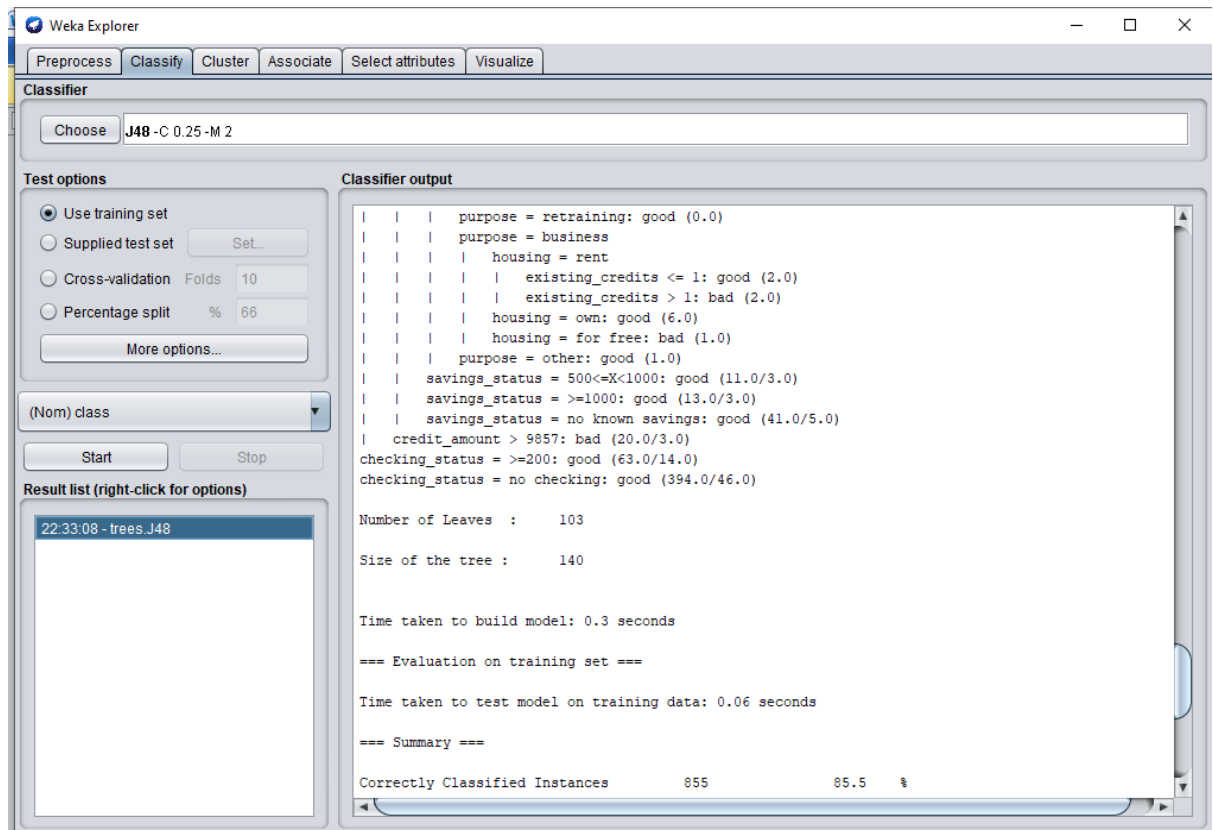 Weka Explorer
Preprocess Classify Cluster Associate Select attributes Visualize
Classifier
Choose J48 -C 0.25 -M 2
Test options
Use training set
Supplied test set Set...
Cross-validation Folds 10
Percentage split % 66
More options...
(Nom) class
Start Stop
Result list (right-click for options)
22:33:08 - trees.J48
Classifier output
|   |   |   purpose = retraining: good (0.0)
|   |   |   purpose = business
|   |   |   |   housing = rent
|   |   |   |   |   existing_credits <= 1: good (2.0)
|   |   |   |   |   existing_credits > 1: bad (2.0)
|   |   |   |   housing = own: good (6.0)
|   |   |   |   housing = for free: bad (1.0)
|   |   |   purpose = other: good (1.0)
|   |   savings_status = 500<=X<1000: good (11.0/3.0)
|   |   savings_status = >=1000: good (13.0/3.0)
|   |   savings_status = no known savings: good (41.0/5.0)
|   credit_amount > 9857: bad (20.0/3.0)
checking_status = >=200: good (63.0/14.0)
checking_status = no checking: good (394.0/46.0)
Number of Leaves  :     103
Size of the tree :      140
Time taken to build model: 0.3 seconds
=== Evaluation on training set ===
Time taken to test model on training data: 0.06 seconds
=== Summary ===
Correctly Classified Instances         855               85.5    %